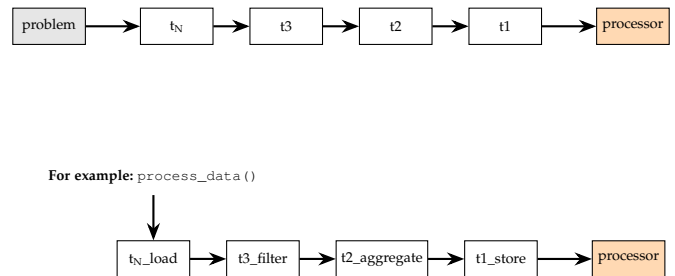 problem t_N t3 t2 t1 processor
For example: process_data()
t_N_load t3_filter t2_aggregate t1_store processor